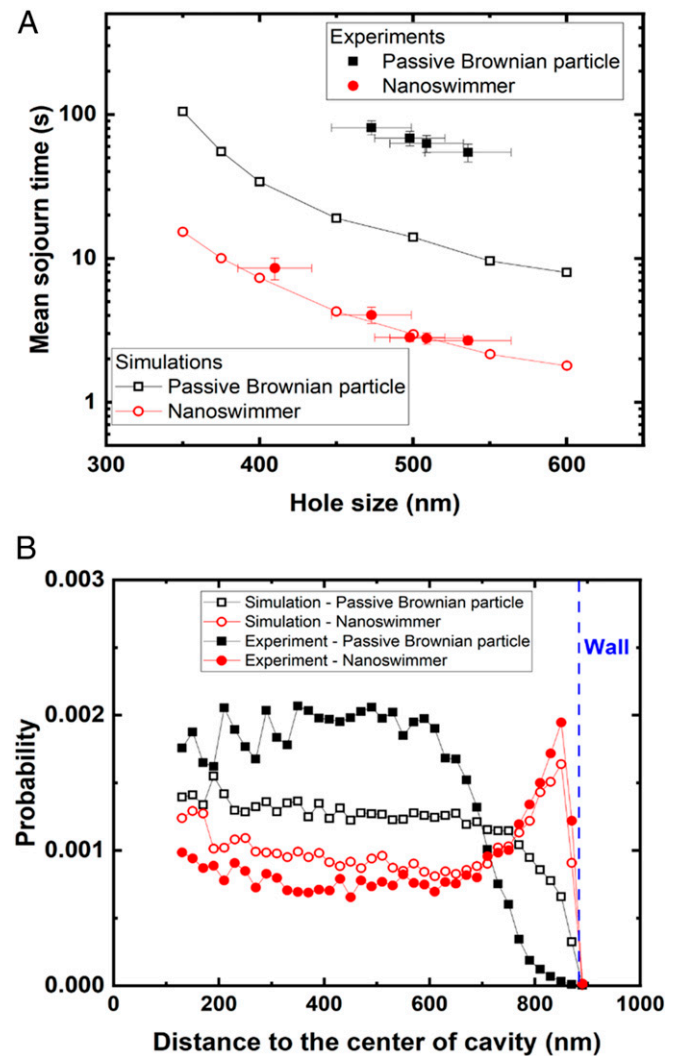 A
Experiments
Passive Brownian particle
Nanoswimmer
100
10
1
Mean sojourn time (s)
Simulations
Passive Brownian particle
Nanoswimmer
300 400 500 600
Hole size (nm)
B
0.003
0.002
0.001
0.000
Probability
Simulation - Passive Brownian particle
Simulation - Nanoswimmer
Experiment - Passive Brownian particle
Experiment - Nanoswimmer
Wall
0 200 400 600 800 1000
Distance to the center of cavity (nm)